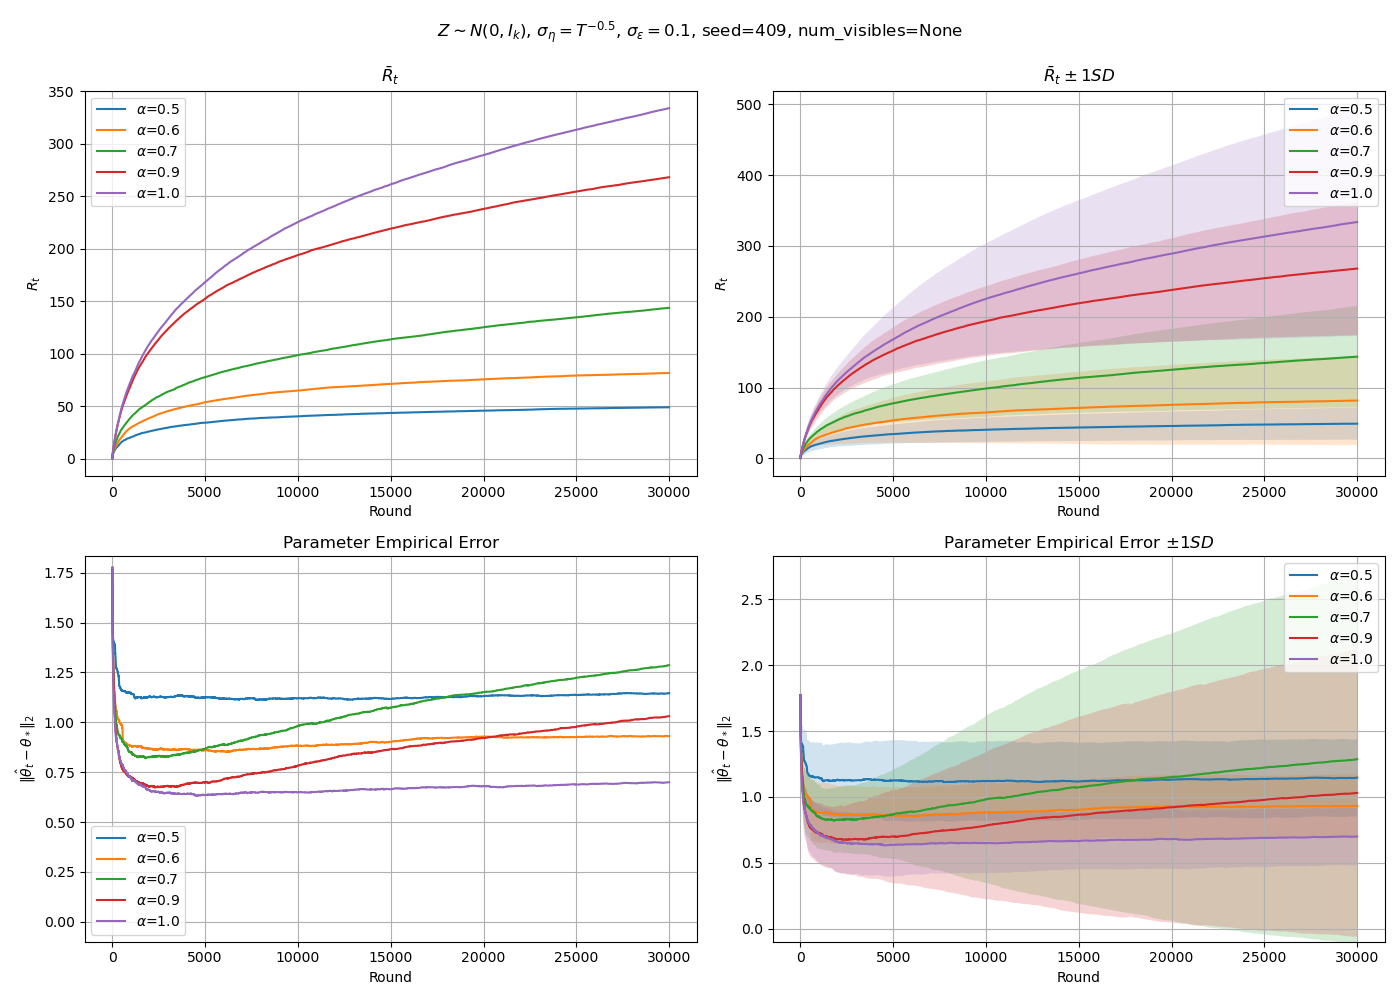 Z ∼ N(0, I_k), σ_η = T^{−0.5}, σ_ε = 0.1, seed=409, num_visibles=None
R̄_t
R_t
350
300
250
200
150
100
50
0
α=0.5
α=0.6
α=0.7
α=0.9
α=1.0
0 5000 10000 15000 20000 25000 30000
Round
R̄_t ± 1SD
R_t
500
400
300
200
100
0
α=0.5
α=0.6
α=0.7
α=0.9
α=1.0
0 5000 10000 15000 20000 25000 30000
Round
Parameter Empirical Error
‖θ̂_t − θ_*‖_2
1.75
1.50
1.25
1.00
0.75
0.50
0.25
0.00
α=0.5
α=0.6
α=0.7
α=0.9
α=1.0
0 5000 10000 15000 20000 25000 30000
Round
Parameter Empirical Error ±1SD
‖θ̂_t − θ_*‖_2
2.5
2.0
1.5
1.0
0.5
0.0
α=0.5
α=0.6
α=0.7
α=0.9
α=1.0
0 5000 10000 15000 20000 25000 30000
Round